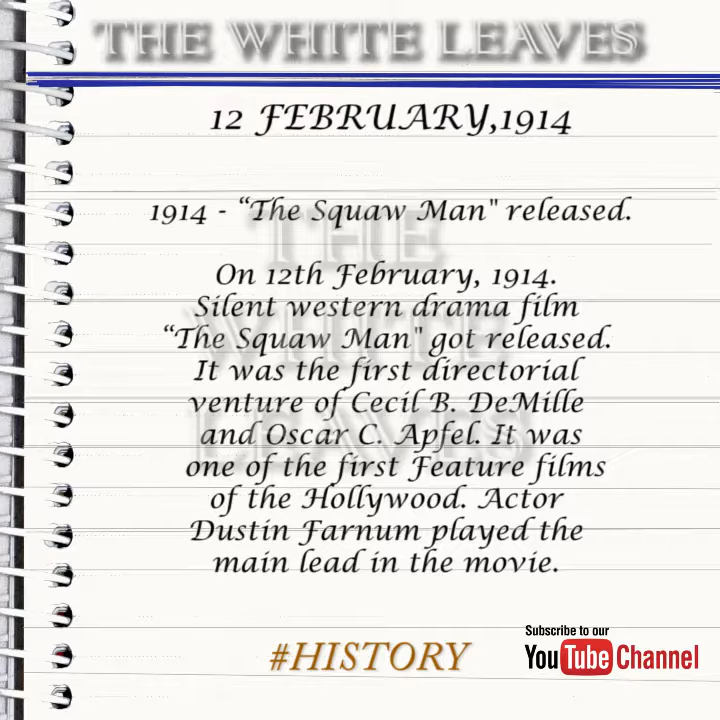 THE WHITE LEAVES
12 FEBRUARY,1914
1914 - “The Squaw Man" released.
On 12th February, 1914.
Silent western drama film
“The Squaw Man" got released.
It was the first directorial
venture of Cecil B. DeMille
and Oscar C. Apfel. It was
one of the first Feature films
of the Hollywood. Actor
Dustin Farnum played the
main lead in the movie.
THE
WHITE
LEAVES
#HISTORY
Subscribe to our
YouTube Channel